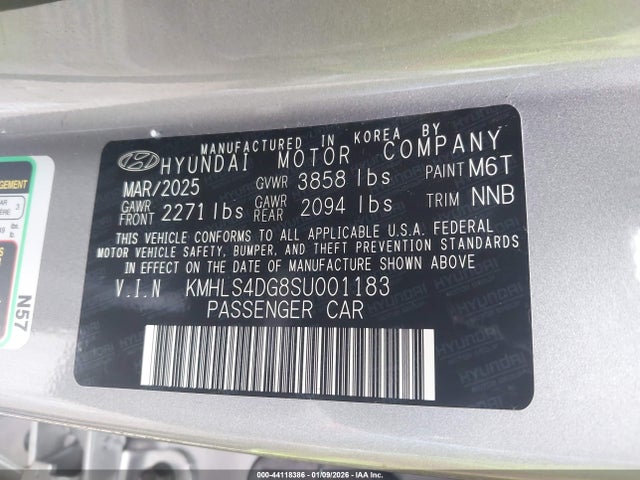 MANUFACTURED IN KOREA BY
HYUNDAI MOTOR COMPANY
MAR/2025 GVWR 3858 lbs PAINT M6T
GAWR FRONT 2271 lbs GAWR REAR 2094 lbs TRIM NNB
THIS VEHICLE CONFORMS TO ALL APPLICABLE U.S.A. FEDERAL
MOTOR VEHICLE SAFETY, BUMPER, AND THEFT PREVENTION STANDARDS
IN EFFECT ON THE DATE OF MANUFACTURE SHOWN ABOVE
V.I.N KMHLS4DG8SU001183
PASSENGER CAR
N57
000-44118386 - 01/09/2026 - IAA Inc.